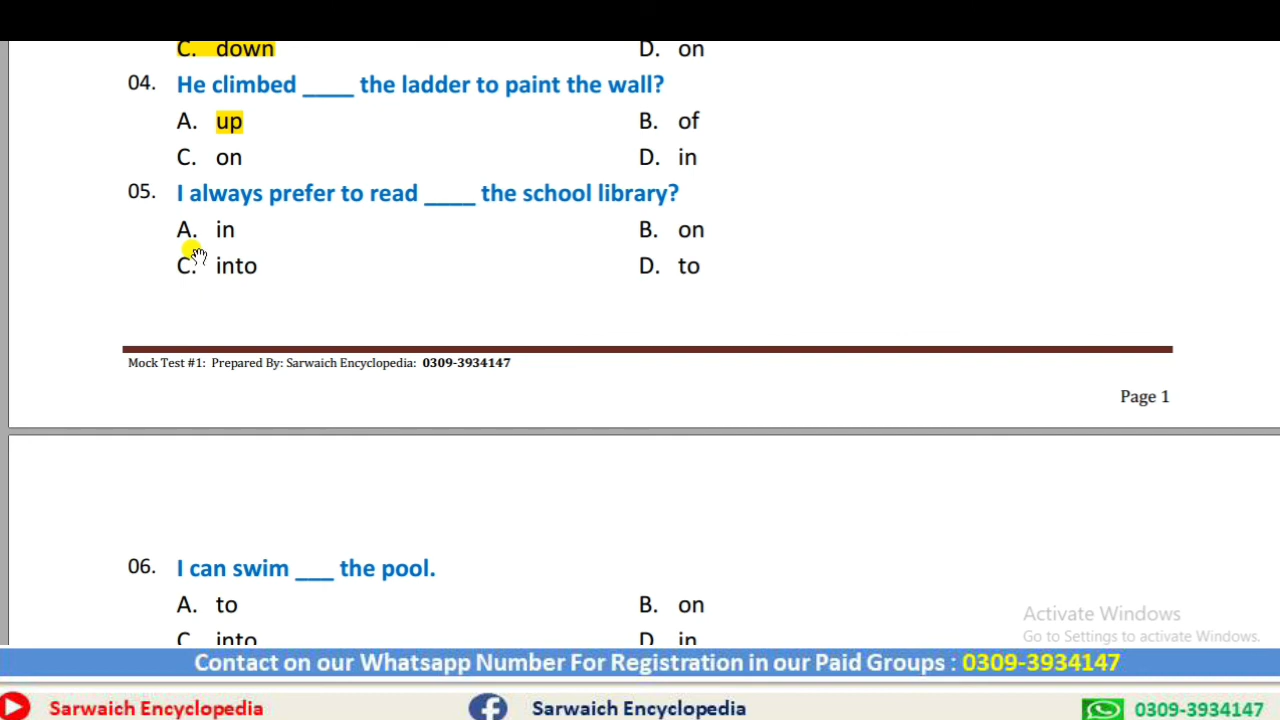 C. down D. on
04. He climbed ____ the ladder to paint the wall?
A. up B. of
C. on D. in
05. I always prefer to read ____ the school library?
A. in B. on
C. into D. to
Mock Test #1: Prepared By: Sarwaich Encyclopedia: 0309-3934147
Page 1
06. I can swim ___ the pool.
A. to B. on
C. into D. in
Activate Windows
Go to Settings to activate Windows.
Contact on our Whatsapp Number For Registration in our Paid Groups : 0309-3934147
Sarwaich Encyclopedia Sarwaich Encyclopedia 0309-3934147